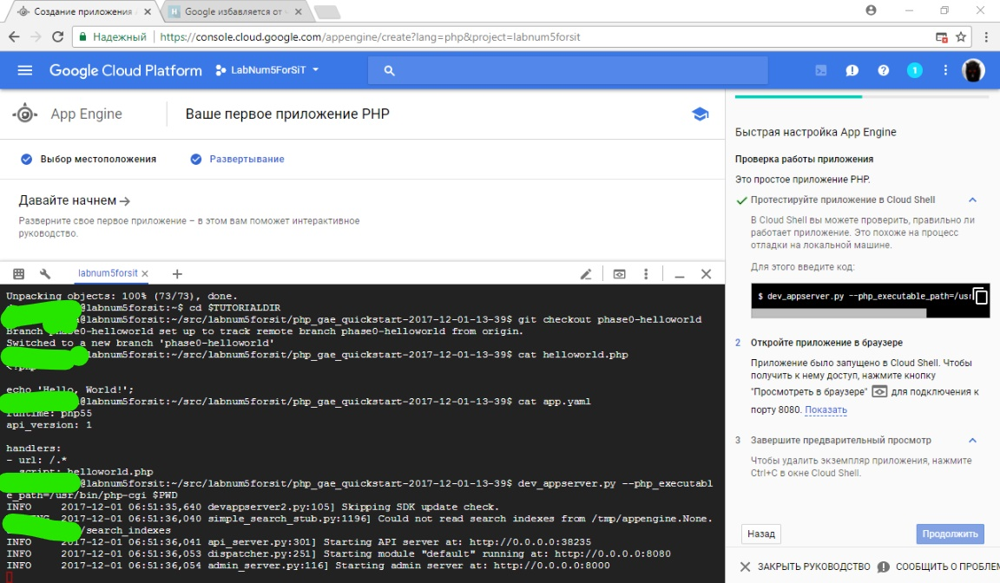 Создание приложения
Google избавляется от
Надежный
https://console.cloud.google.com/appengine/create?lang=php&project=labnum5forsit
Google Cloud Platform
LabNum5ForSiT
1
App Engine
Ваше первое приложение PHP
Выбор местоположения
Развертывание
Давайте начнем
Разверните свое первое приложение – в этом вам поможет интерактивное
руководство.
labnum5forsit
Unpacking objects: 100% (73/73), done.
@labnum5forsit:~$ cd $TUTORIALDIR
@labnum5forsit:~/src/labnum5forsit/php_gae_quickstart-2017-12-01-13-39$ git checkout phase0-helloworld
Branch phase0-helloworld set up to track remote branch phase0-helloworld from origin.
Switched to a new branch 'phase0-helloworld'
@labnum5forsit:~/src/labnum5forsit/php_gae_quickstart-2017-12-01-13-39$ cat helloworld.php
<?php
echo 'Hello, World!';
@labnum5forsit:~/src/labnum5forsit/php_gae_quickstart-2017-12-01-13-39$ cat app.yaml
runtime: php55
api_version: 1
handlers:
- url: /.*
script: helloworld.php
@labnum5forsit:~/src/labnum5forsit/php_gae_quickstart-2017-12-01-13-39$ dev_appserver.py --php_executabl
e_path=/usr/bin/php-cgi $PWD
INFO 2017-12-01 06:51:35,640 devappserver2.py:105] Skipping SDK update check.
2017-12-01 06:51:36,040 simple_search_stub.py:1196] Could not read search indexes from /tmp/appengine.None.
/search_indexes
INFO 2017-12-01 06:51:36,041 api_server.py:301] Starting API server at: http://0.0.0.0:38235
INFO 2017-12-01 06:51:36,053 dispatcher.py:251] Starting module "default" running at: http://0.0.0.0:8080
INFO 2017-12-01 06:51:36,054 admin_server.py:116] Starting admin server at: http://0.0.0.0:8000
Быстрая настройка App Engine
Проверка работы приложения
Это простое приложение PHP.
Протестируйте приложение в Cloud Shell
В Cloud Shell вы можете проверить, правильно ли
работает приложение. Это похоже на процесс
отладки на локальной машине.
Для этого введите код:
$ dev_appserver.py --php_executable_path=/usr
2 Откройте приложение в браузере
Приложение было запущено в Cloud Shell. Чтобы
получить к нему доступ, нажмите кнопку
"Просмотреть в браузере" для подключения к
порту 8080. Показать
3 Завершите предварительный просмотр
Чтобы удалить экземпляр приложения, нажмите
Ctrl+C в окне Cloud Shell.
Назад
Продолжить
ЗАКРЫТЬ РУКОВОДСТВО
СООБЩИТЬ О ПРОБЛЕМ